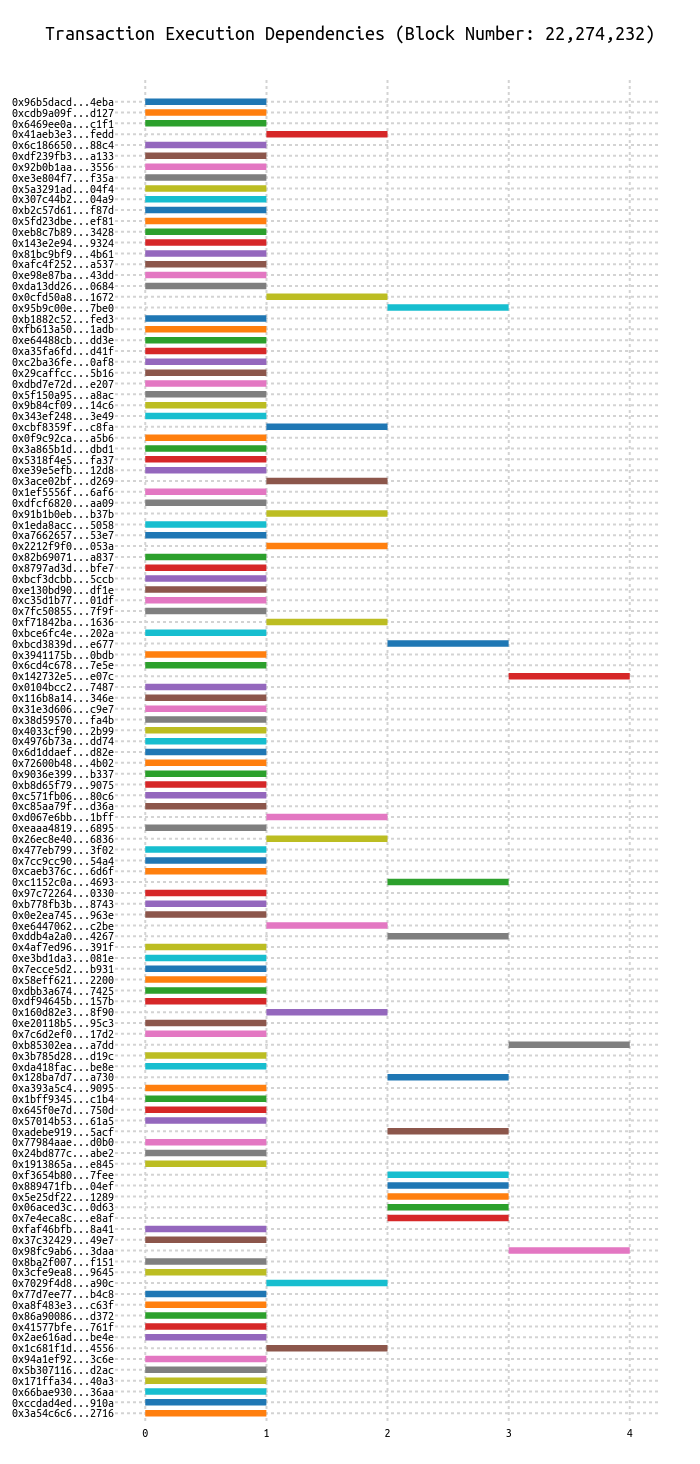 Transaction Execution Dependencies (Block Number: 22,274,232)
0x96b5dacd...4eba
0xcdb9a09f...d127
0x6469ee0a...c1f1
0x41aeb3e3...fedd
0x6c186650...88c4
0xdf239fb3...a133
0x92b0b1aa...3556
0xe3e804f7...f35a
0x5a3291ad...04f4
0x307c44b2...04a9
0xb2c57d61...f87d
0x5fd23dbe...ef81
0xeb8c7b89...3428
0x143e2e94...9324
0x81bc9bf9...4b61
0xafc4f252...a537
0xe98e87ba...43dd
0xda13dd26...0684
0x0cfd50a8...1672
0x95b9c00e...7be0
0xb1882c52...fed3
0xfb613a50...1adb
0xe64488cb...dd3e
0xa35fa6fd...d41f
0xc2ba36fe...0af8
0x29caffcc...5b16
0xdbd7e72d...e207
0x5f150a95...a8ac
0x9b84cf09...14c6
0x343ef248...3e49
0xcbf8359f...c8fa
0x0f9c92ca...a5b6
0x3a865b1d...dbd1
0x5318f4e5...fa37
0xe39e5efb...12d8
0x3ace02bf...d269
0x1ef5556f...6af6
0xdfcf6820...aa09
0x91b1b0eb...b37b
0x1eda8acc...5058
0xa7662657...53e7
0x2212f9f0...053a
0x82b69071...a837
0x8797ad3d...bfe7
0xbcf3dcbb...5ccb
0xe130bd90...df1e
0xc35d1b77...01df
0x7fc50855...7f9f
0xf71842ba...1636
0xbce6fc4e...202a
0xbcd3839d...e677
0x3941175b...0bdb
0x6cd4c678...7e5e
0x142732e5...e07c
0x0104bcc2...7487
0x116b8a14...346e
0x31e3d606...c9e7
0x38d59570...fa4b
0x4033cf90...2b99
0x4976b73a...dd74
0x6d1ddaef...d82e
0x72600b48...4b02
0x9036e399...b337
0xb8d65f79...9075
0xc571fb06...80c6
0xc85aa79f...d36a
0xd067e6bb...1bff
0xeaaa4819...6895
0x26ec8e40...6836
0x477eb799...3f02
0x7cc9cc90...54a4
0xcaeb376c...6d6f
0xc1152c0a...4693
0x97c72264...0330
0xb778fb3b...8743
0x0e2ea745...963e
0xe6447062...c2be
0xddb4a2a0...4267
0x4af7ed96...391f
0xe3bd1da3...081e
0x7ecce5d2...b931
0x58eff621...2200
0xdbb3a674...7425
0xdf94645b...157b
0x160d82e3...8f90
0xe20118b5...95c3
0x7c6d2ef0...17d2
0xb85302ea...a7dd
0x3b785d28...d19c
0xda418fac...be8e
0x128ba7d7...a730
0xa393a5c4...9095
0x1bff9345...c1b4
0x645f0e7d...750d
0x57014b53...61a5
0xadebe919...5acf
0x77984aae...d0b0
0x24bd877c...abe2
0x1913865a...e845
0xf3654b80...7fee
0x889471fb...04ef
0x5e25df22...1289
0x06aced3c...0d63
0x7e4eca8c...e8af
0xfaf46bfb...8a41
0x37c32429...49e7
0x98fc9ab6...3daa
0x8ba2f007...f151
0x3cfe9ea8...9645
0x7029f4d8...a90c
0x77d7ee77...b4c8
0xa8f483e3...c63f
0x86a90086...d372
0x41577bfe...761f
0x2ae616ad...be4e
0x1c681f1d...4556
0x94a1ef92...3c6e
0x5b307116...d2ac
0x171ffa34...40a3
0x66bae930...36aa
0xccdad4ed...910a
0x3a54c6c6...2716
0 1 2 3 4